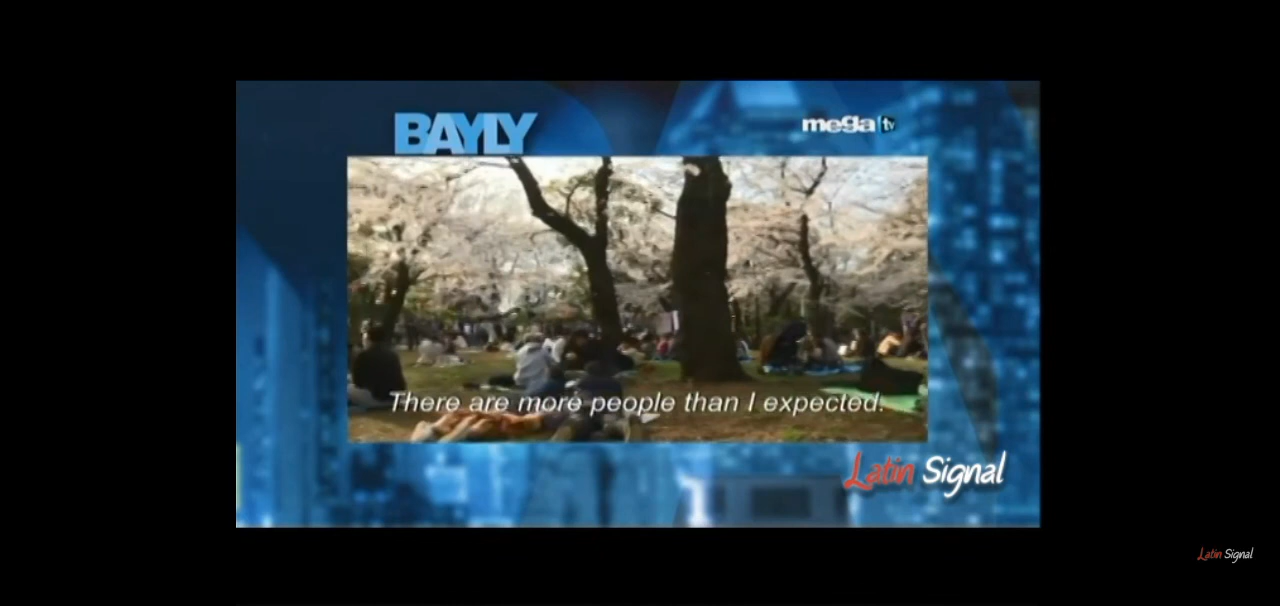 BAYLY
mega tv
There are more people than I expected.
Latin Signal
Latin Signal